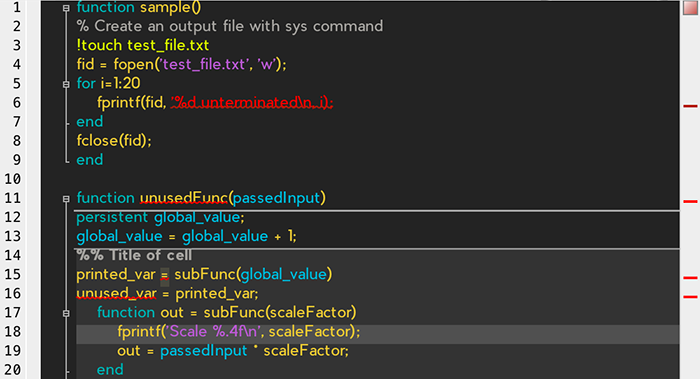 1 function sample()
2 % Create an output file with sys command
3 !touch test_file.txt
4 fid = fopen('test_file.txt', 'w');
5 for i=1:20
6 fprintf(fid, '%d unterminated\n, i);
7 end
8 fclose(fid);
9 end
10
11 function unusedFunc(passedInput)
12 persistent global_value;
13 global_value = global_value + 1;
14 %% Title of cell
15 printed_var = subFunc(global_value)
16 unused_var = printed_var;
17 function out = subFunc(scaleFactor)
18 fprintf('Scale %.4f\n', scaleFactor);
19 out = passedInput * scaleFactor;
20 end